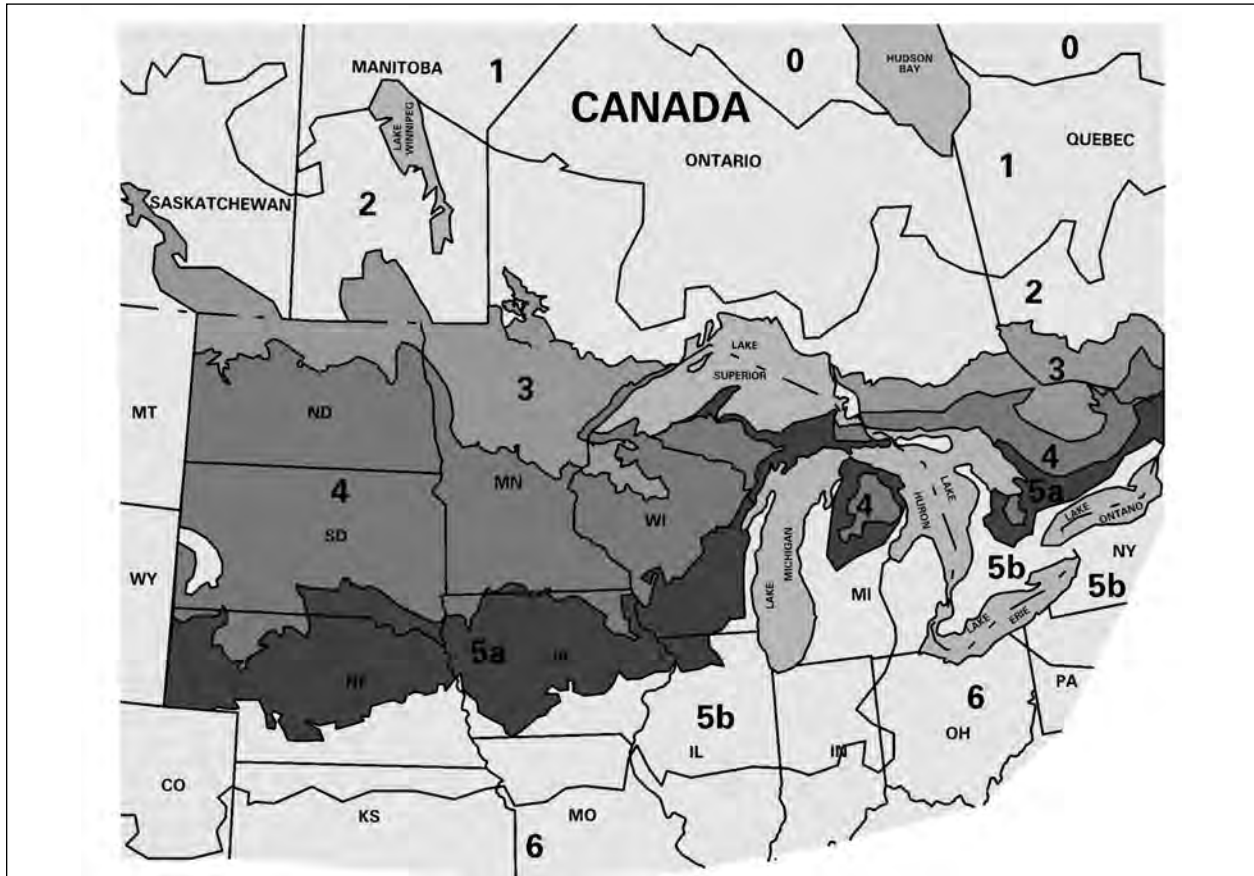 0
0
HUDSON
BAY
MANITOBA
1
CANADA
LAKE
WINNIPEG
ONTARIO
QUEBEC
1
SASKATCHEWAN
2
2
LAKE
SUPERIOR
3
3
MT
ND
4
MN
4
5a
LAKE
ONTANO
WI
4
LAKE
HURON
SD
WY
LAKE
MICHIGAN
MI
5b
NY
5b
LAKE
ERIE
5a
NE
PA
6
5b
IL
IN
OH
CO
KS
MO
6